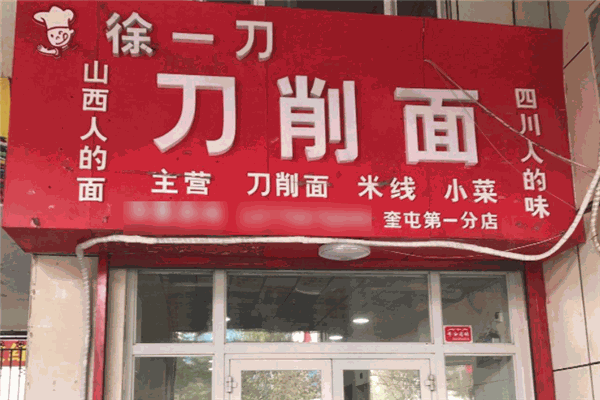 徐一刀
山西人的面
刀削面
四川人的味
主营 刀削面 米线 小菜
奎屯第一分店